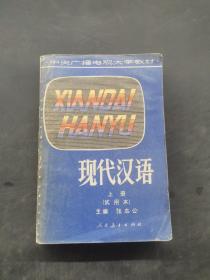 中央广播电视大学教材
XIANDAI
HANYU
现代汉语
上册
(试用本)
主编 张志公
人民教育出版社